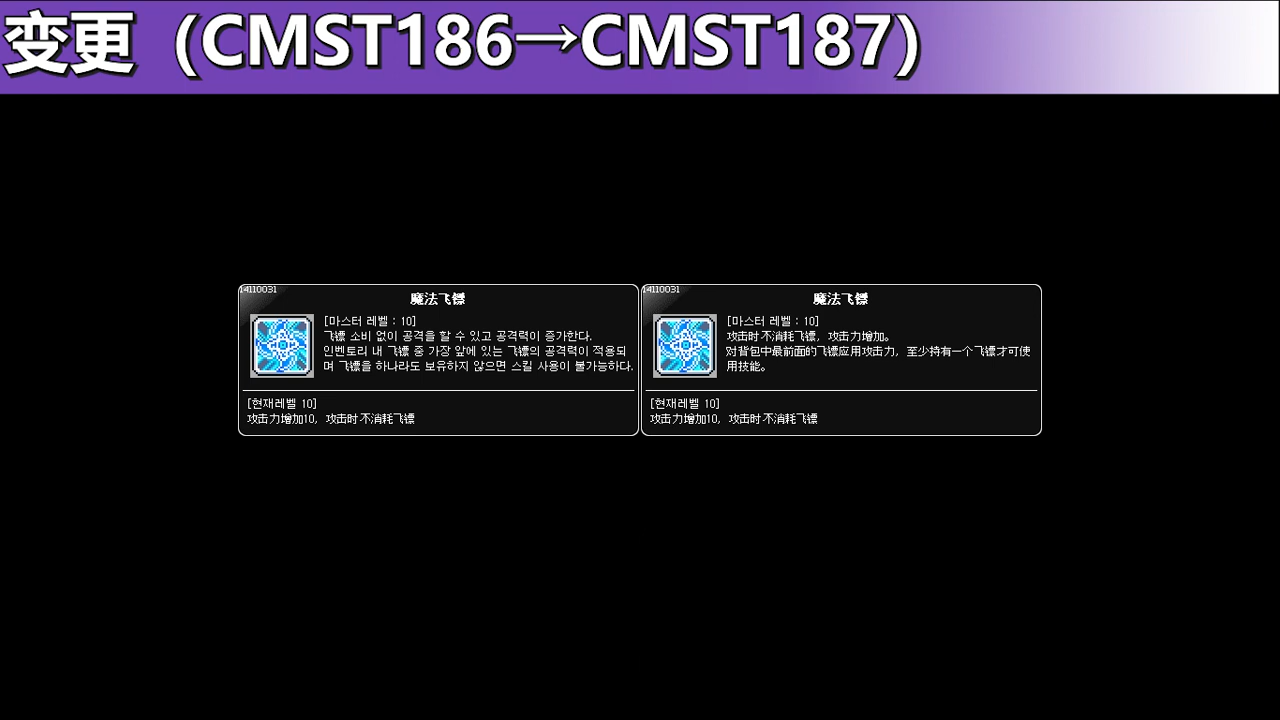 变更（CMST186→CMST187）
14110031
魔法飞镖
[마스터 레벨 : 10]
飞镖 소비 없이 공격을 할 수 있고 공격력이 증가한다.
인벤토리 내 飞镖 중 가장 앞에 있는 飞镖의 공격력이 적용되
며 飞镖을 하나라도 보유하지 않으면 스킬 사용이 불가능하다.
[현재레벨 10]
攻击力增加10, 攻击时不消耗飞镖
14110031
魔法飞镖
[마스터 레벨 : 10]
攻击时不消耗飞镖，攻击力增加。
对背包中最前面的飞镖应用攻击力，至少持有一个飞镖才可使
用技能。
[현재레벨 10]
攻击力增加10, 攻击时不消耗飞镖